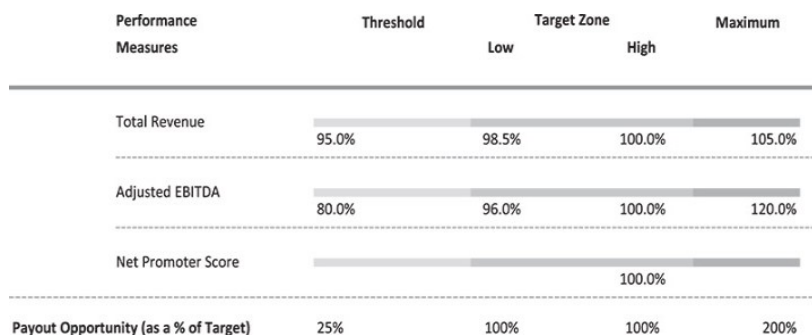 Performance Threshold Target Zone Maximum
Measures Low High
Total Revenue
95.0% 98.5% 100.0% 105.0%
Adjusted EBITDA
80.0% 96.0% 100.0% 120.0%
Net Promoter Score
100.0%
Payout Opportunity (as a % of Target) 25% 100% 100% 200%